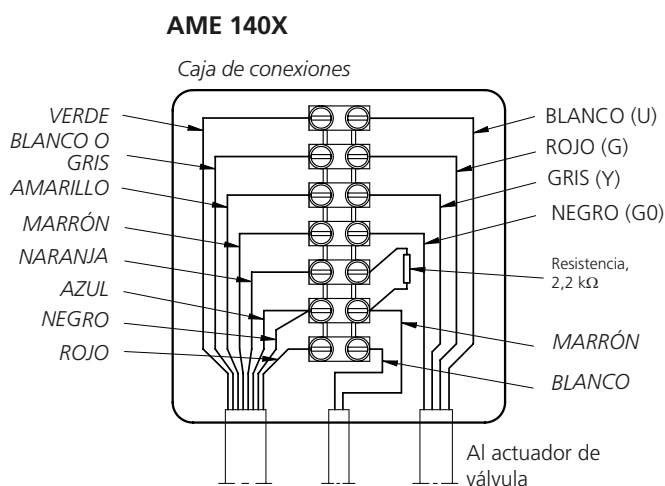 AME 140X
Caja de conexiones
VERDE
BLANCO O
GRIS
AMARILLO
MARRÓN
NARANJA
AZUL
NEGRO
ROJO
BLANCO (U)
ROJO (G)
GRIS (Y)
NEGRO (G0)
Resistencia,
2,2 kΩ
MARRÓN
BLANCO
Al actuador de
válvula